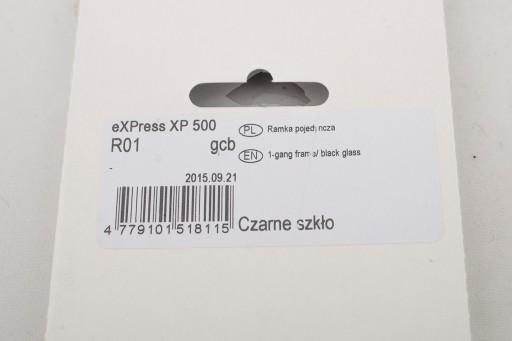 eXPress XP 500
R01 gcb
-
PL Ramka pojedyncza
EN 1-gang frame/ black glass
2015.09.21
4 779101 518115
Czarne szkło